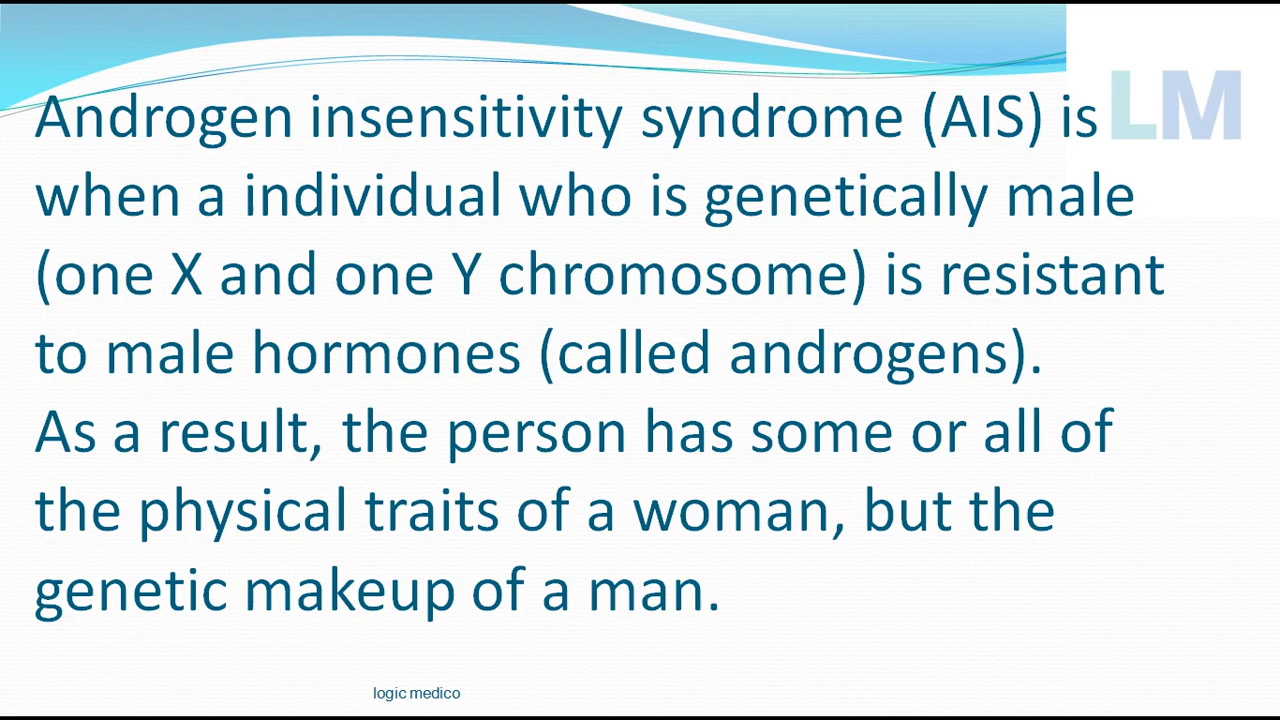 LM
Androgen insensitivity syndrome (AIS) is
when a individual who is genetically male
(one X and one Y chromosome) is resistant
to male hormones (called androgens).
As a result, the person has some or all of
the physical traits of a woman, but the
genetic makeup of a man.
logic medico